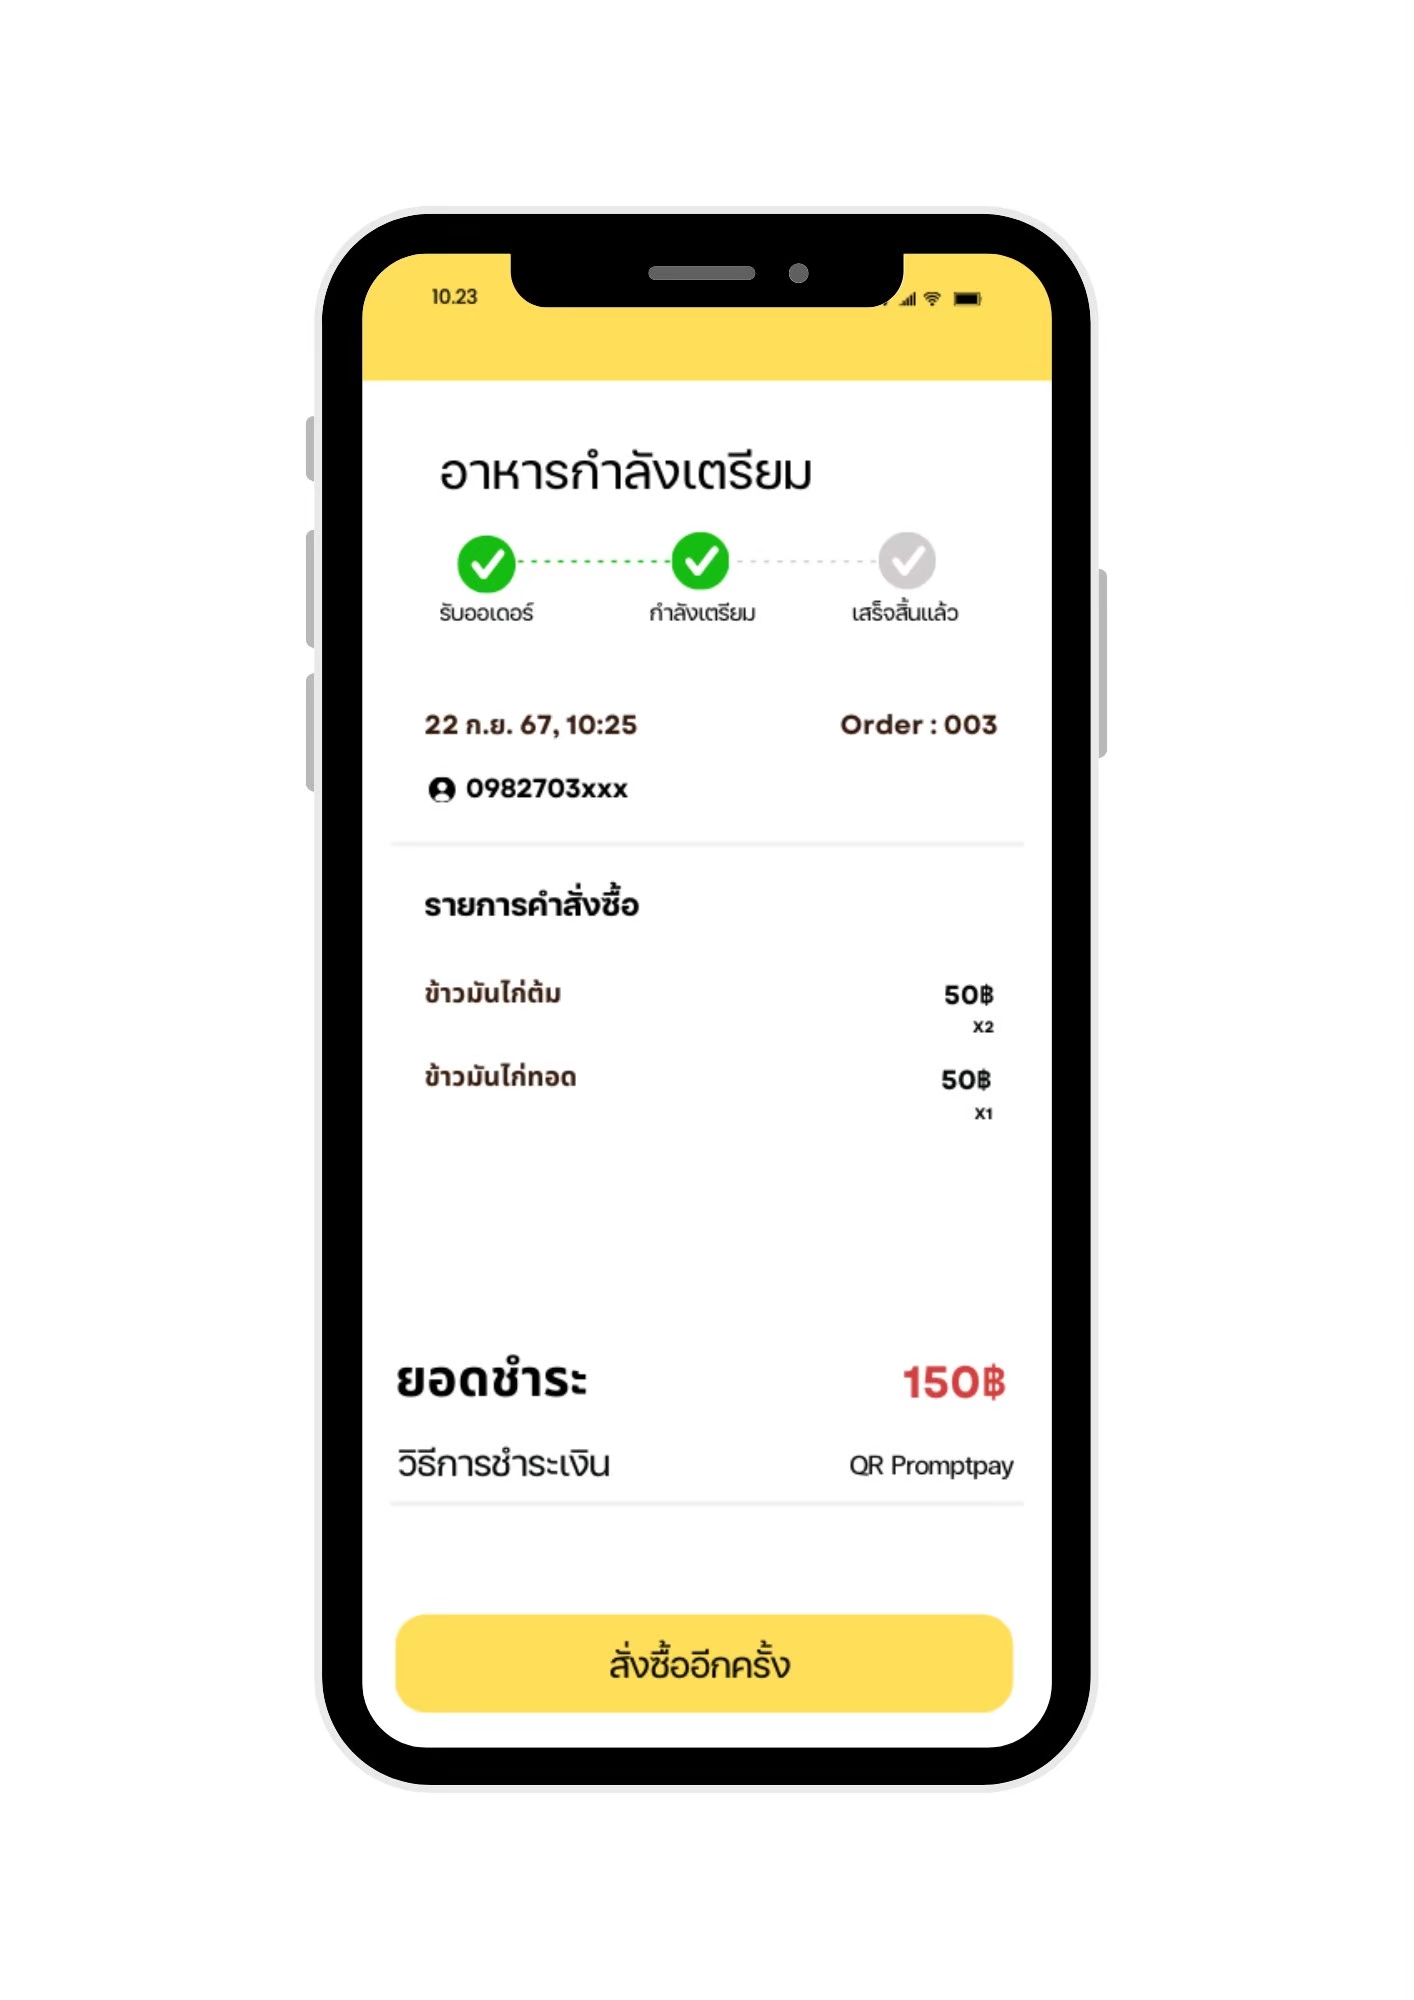 10.23
อาหารกำลังเตรียม
รับออเดอร์ กำลังเตรียม เสร็จสิ้นแล้ว
22 ก.ย. 67, 10:25 Order : 003
0982703xxx
รายการคำสั่งซื้อ
ข้าวมันไก่ต้ม 50฿
X2
ข้าวมันไก่ทอด 50฿
X1
ยอดชำระ 150฿
วิธีการชำระเงิน QR Promptpay
สั่งซื้ออีกครั้ง